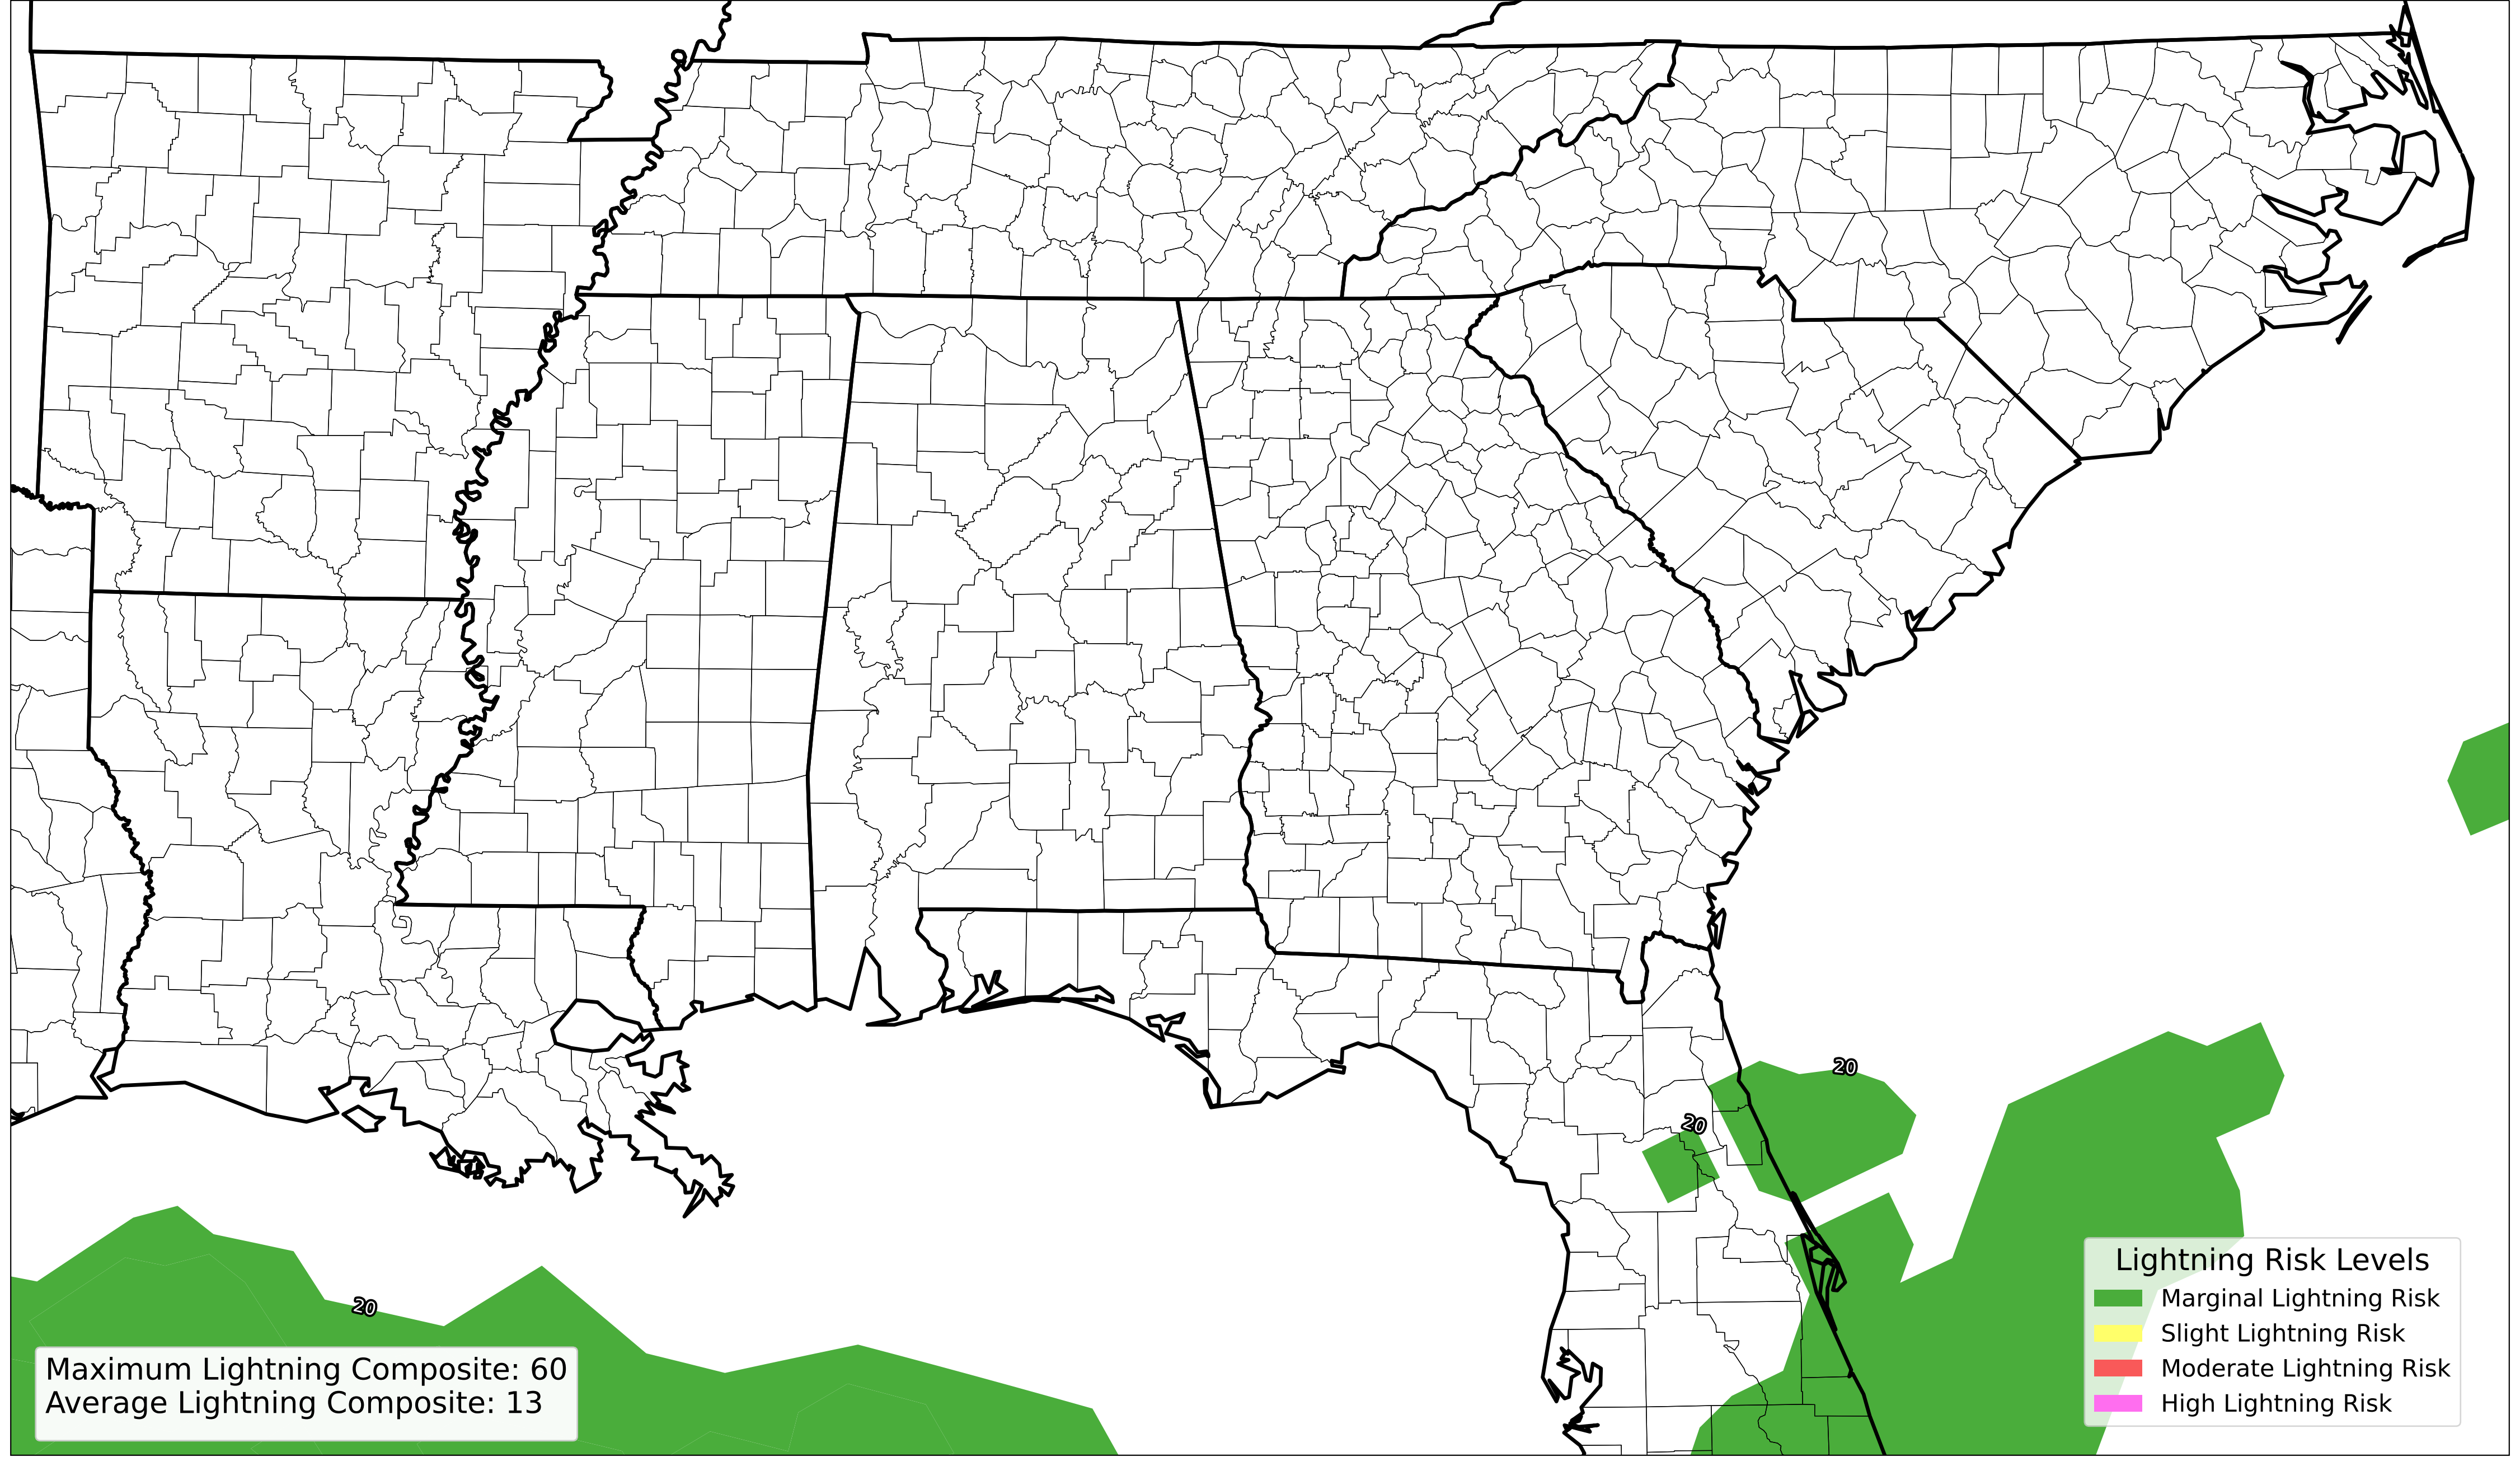 20
20
20
Lightning Risk Levels
Marginal Lightning Risk
Slight Lightning Risk
Moderate Lightning Risk
High Lightning Risk
Maximum Lightning Composite: 60
Average Lightning Composite: 13